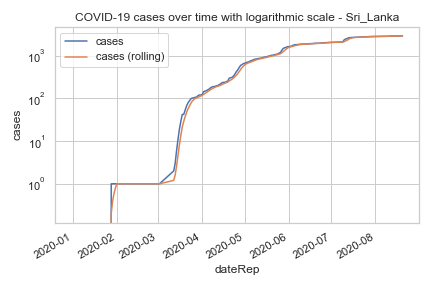 COVID-19 cases over time with logarithmic scale - Sri_Lanka
cases
cases (rolling)
cases
10³
10²
10¹
10⁰
2020-01
2020-02
2020-03
2020-04
2020-05
2020-06
2020-07
2020-08
dateRep